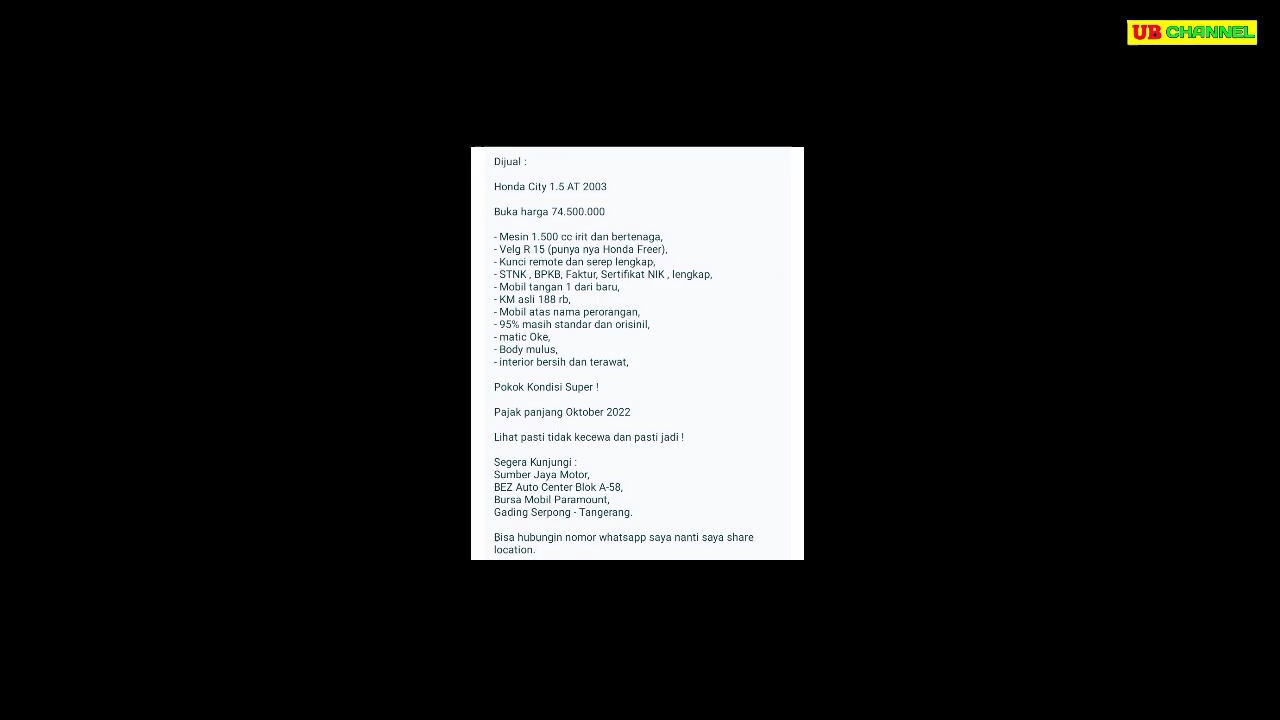 UB CHANNEL
Dijual :
Honda City 1.5 AT 2003
Buka harga 74.500.000
- Mesin 1.500 cc irit dan bertenaga,
- Velg R 15 (punya nya Honda Freer),
- Kunci remote dan serep lengkap,
- STNK , BPKB, Faktur, Sertifikat NIK , lengkap,
- Mobil tangan 1 dari baru,
- KM asli 188 rb,
- Mobil atas nama perorangan,
- 95% masih standar dan orisinil,
- matic Oke,
- Body mulus,
- interior bersih dan terawat,
Pokok Kondisi Super !
Pajak panjang Oktober 2022
Lihat pasti tidak kecewa dan pasti jadi !
Segera Kunjungi :
Sumber Jaya Motor,
BEZ Auto Center Blok A-58,
Bursa Mobil Paramount,
Gading Serpong - Tangerang.
Bisa hubungin nomor whatsapp saya nanti saya share
location.